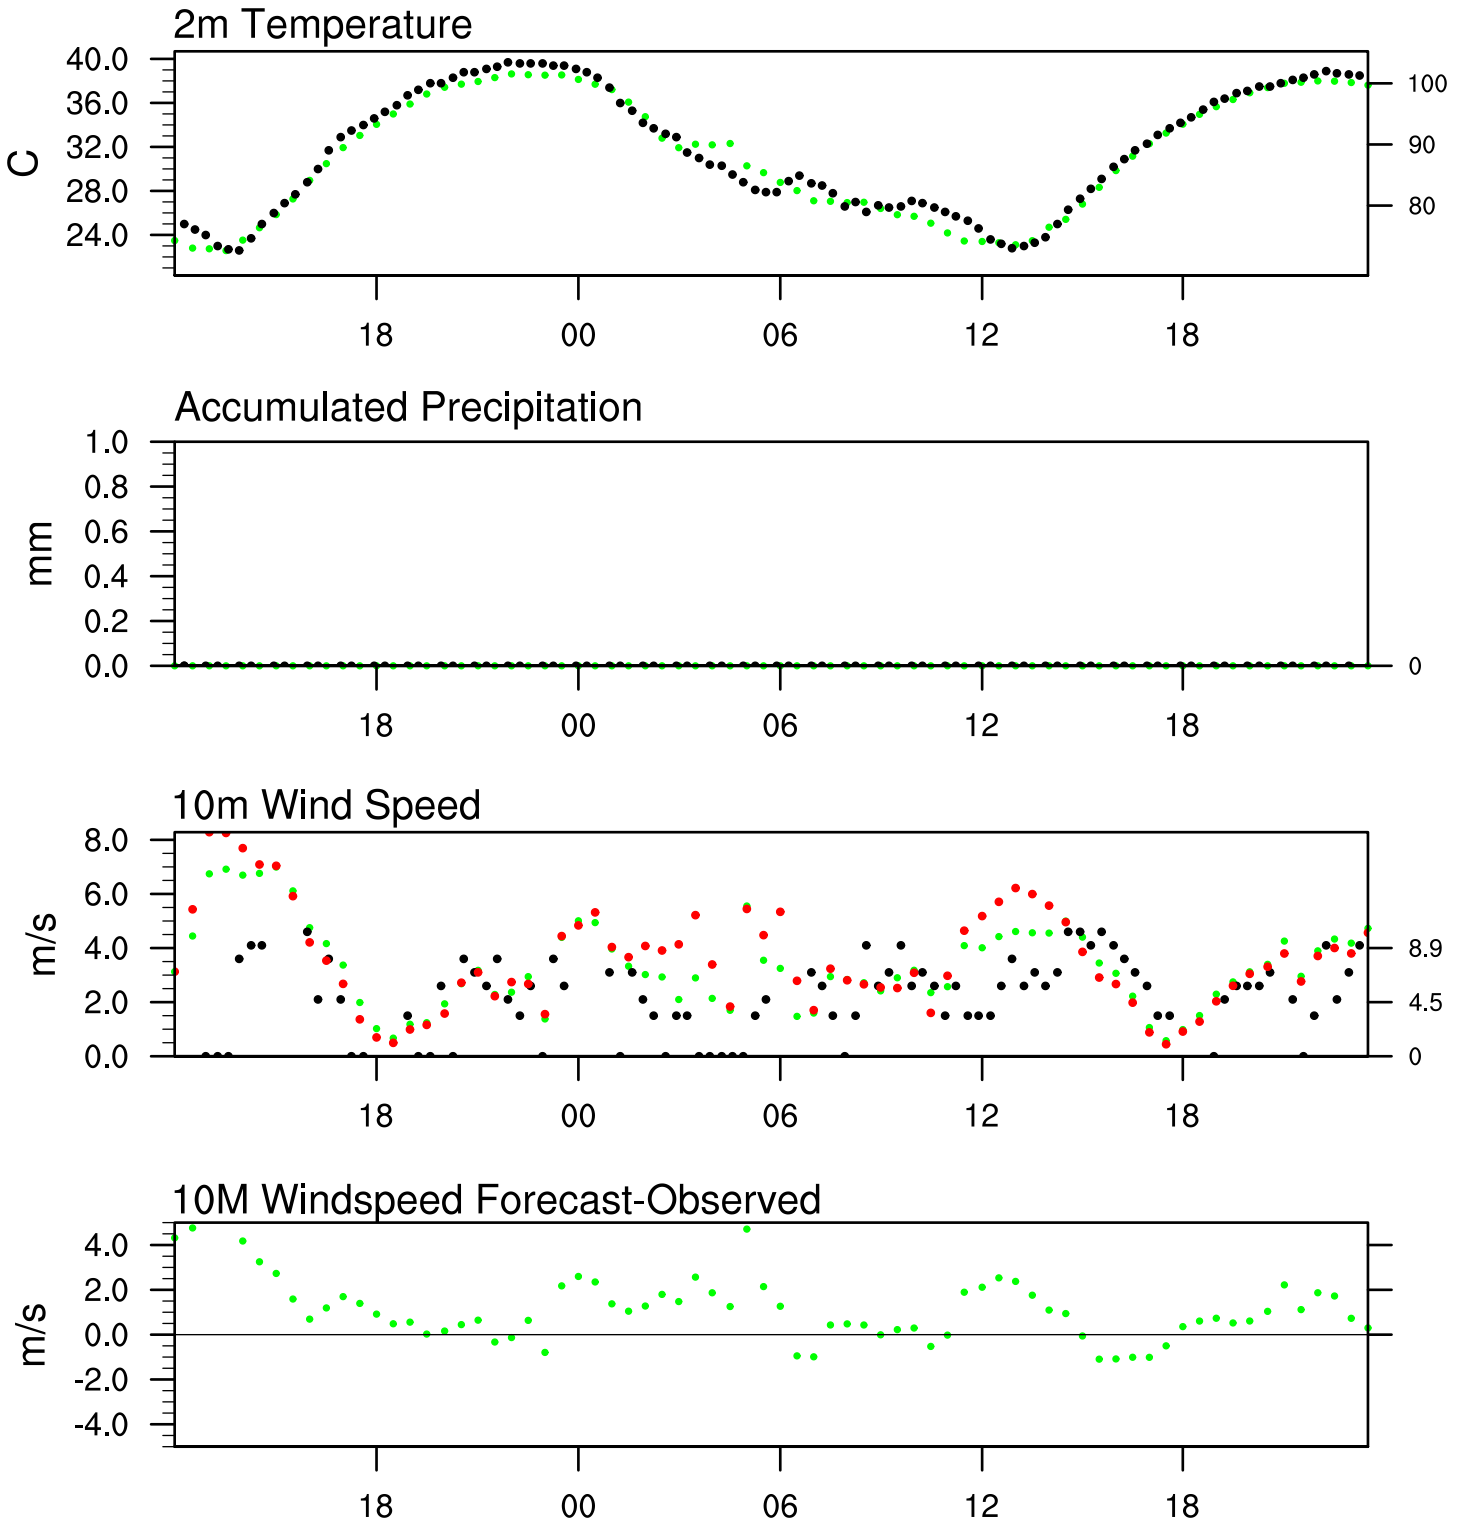 2m Temperature
40.0
36.0
32.0
28.0
24.0
C
100
90
80
18 00 06 12 18
Accumulated Precipitation
1.0
0.8
0.6
0.4
0.2
0.0
mm
0
18 00 06 12 18
10m Wind Speed
8.0
6.0
4.0
2.0
0.0
m/s
8.9
4.5
0
18 00 06 12 18
10M Windspeed Forecast-Observed
4.0
2.0
0.0
-2.0
-4.0
m/s
18 00 06 12 18